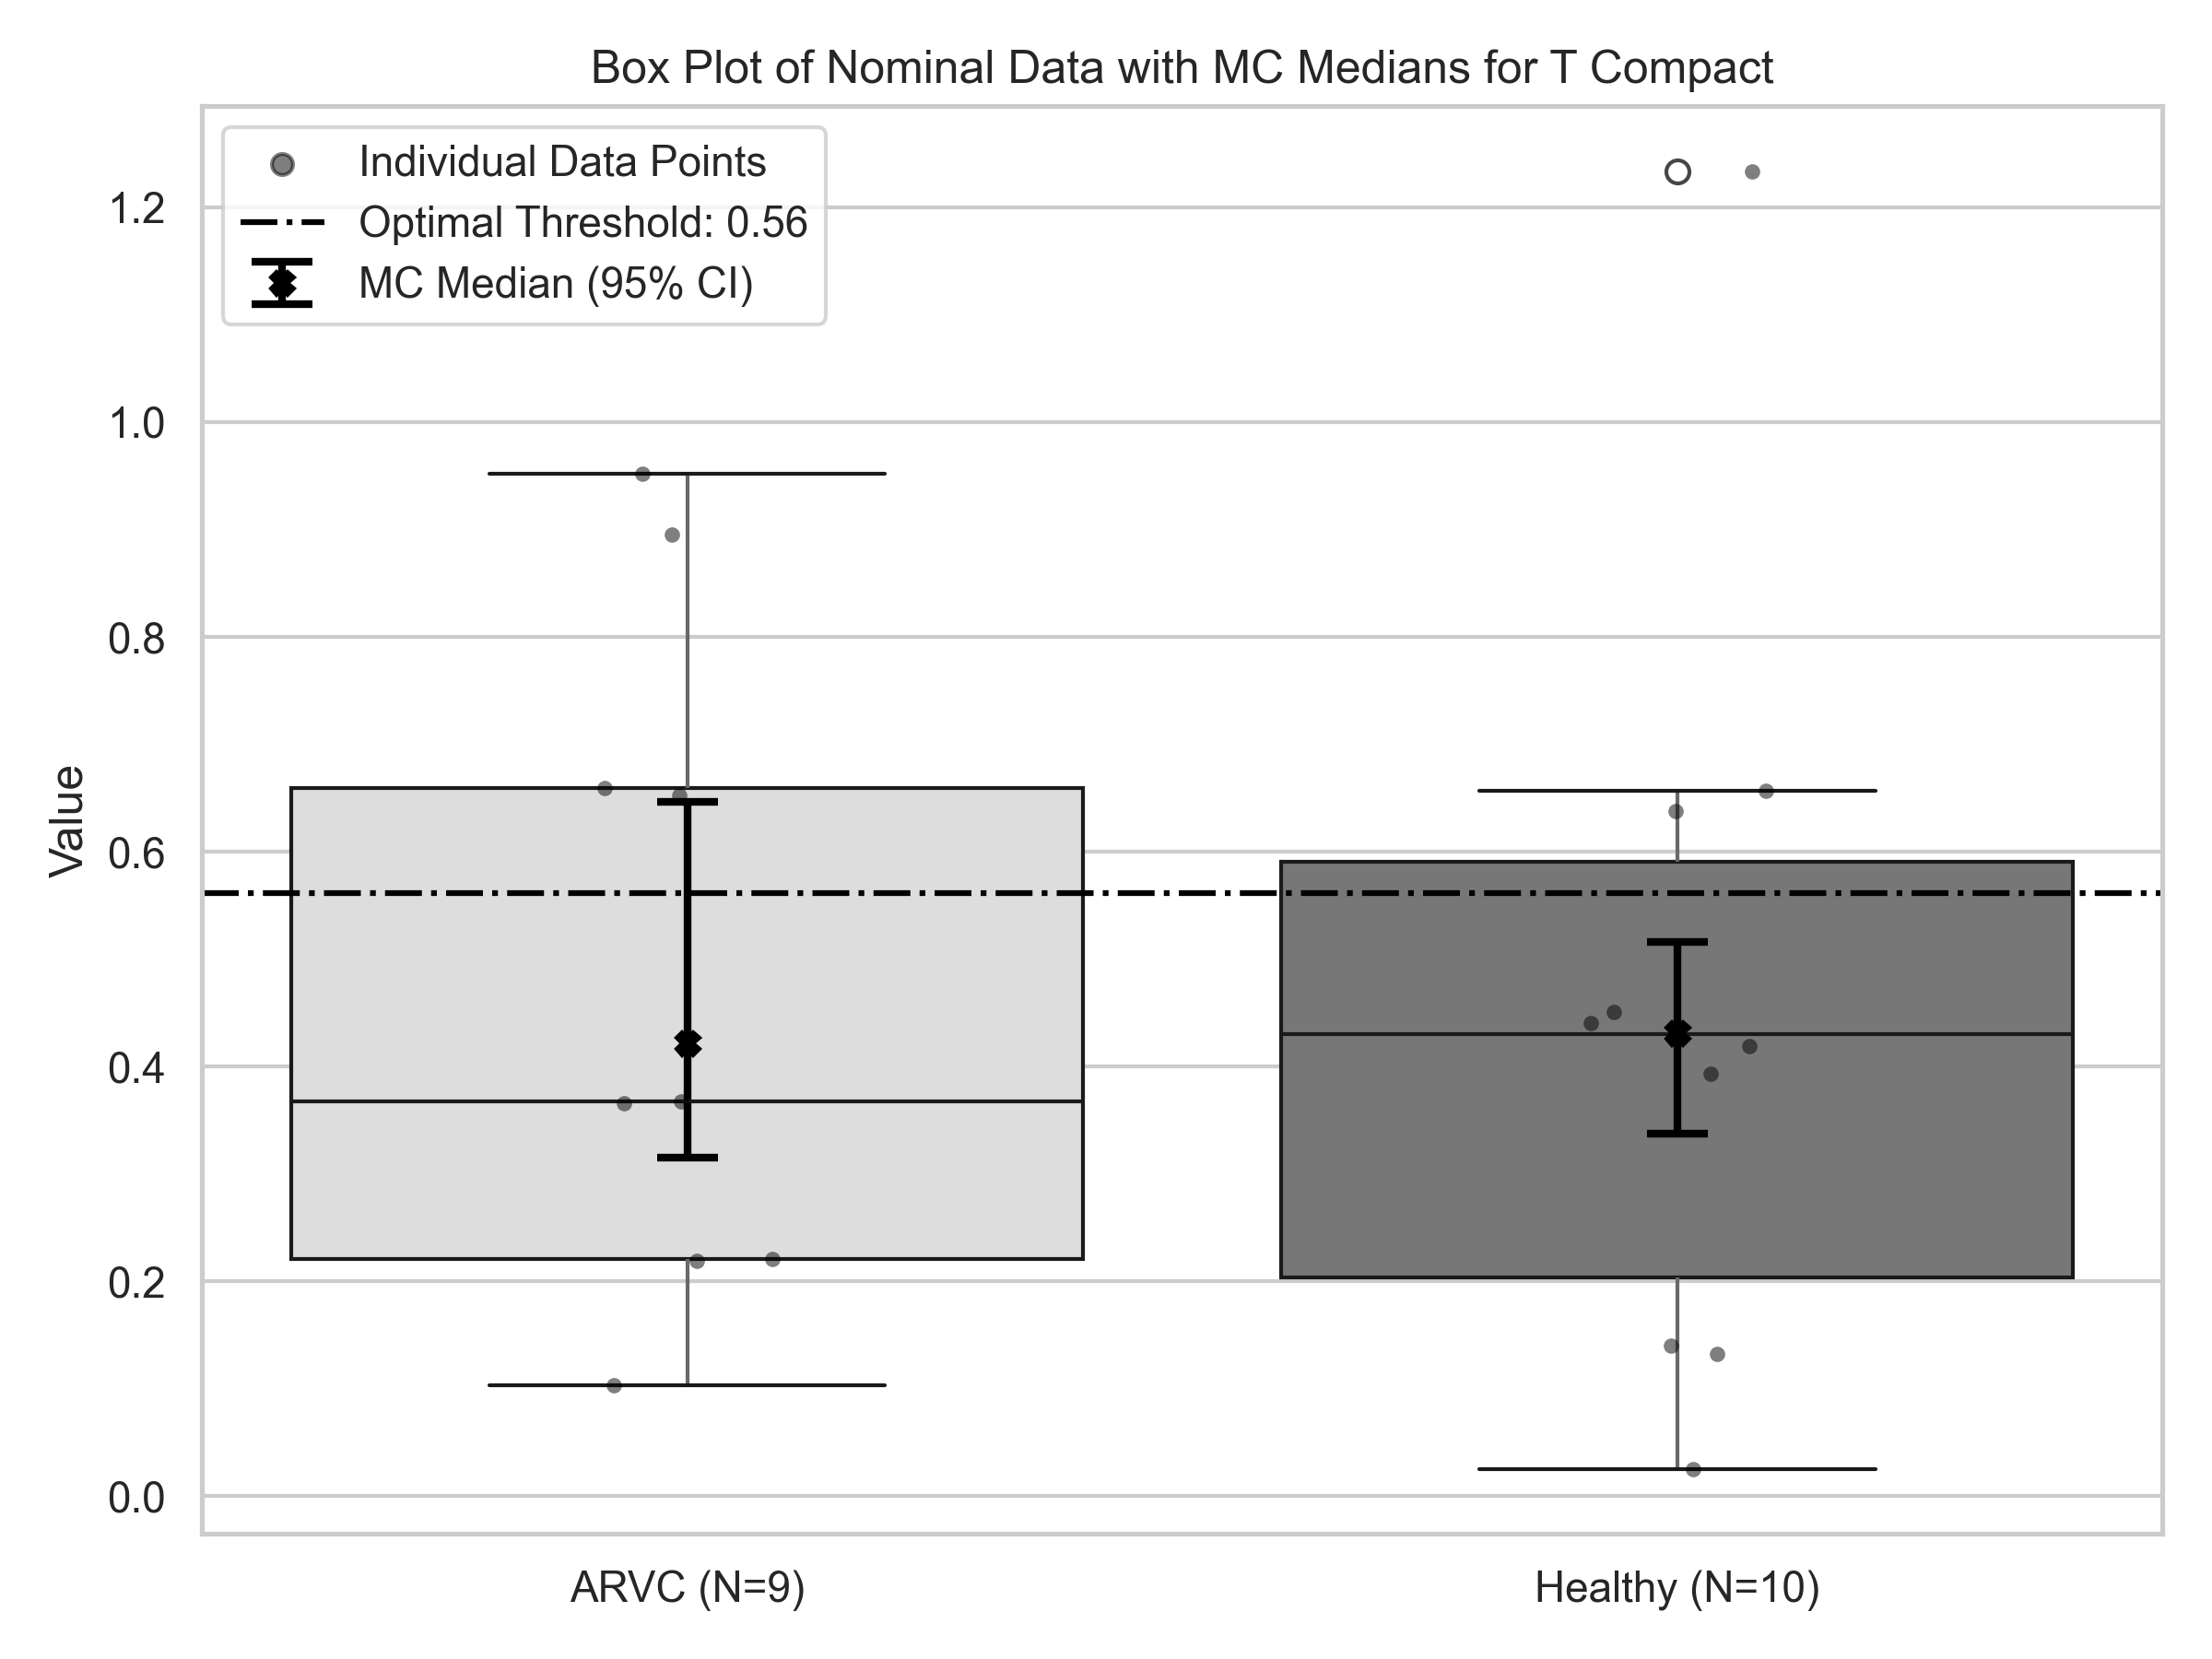 Box Plot of Nominal Data with MC Medians for T Compact
Individual Data Points
Optimal Threshold: 0.56
MC Median (95% CI)
1.2
1.0
0.8
0.6
0.4
0.2
0.0
Value
ARVC (N=9)
Healthy (N=10)